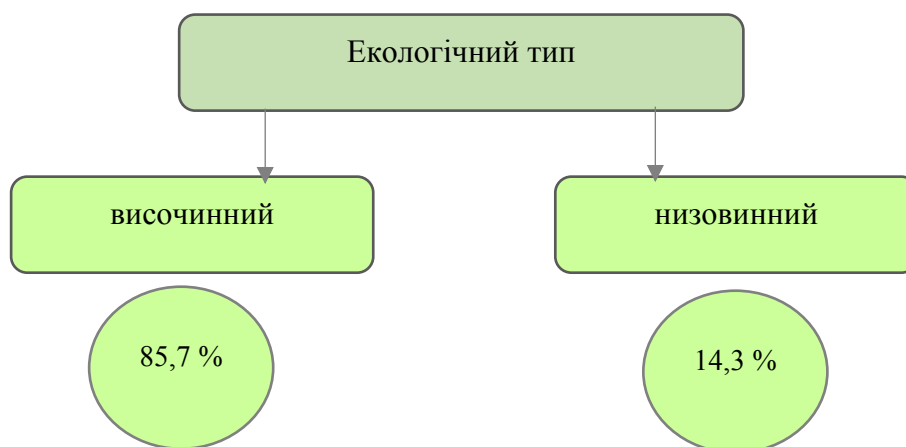 Екологічний тип
височинний
низовинний
85,7 %
14,3 %